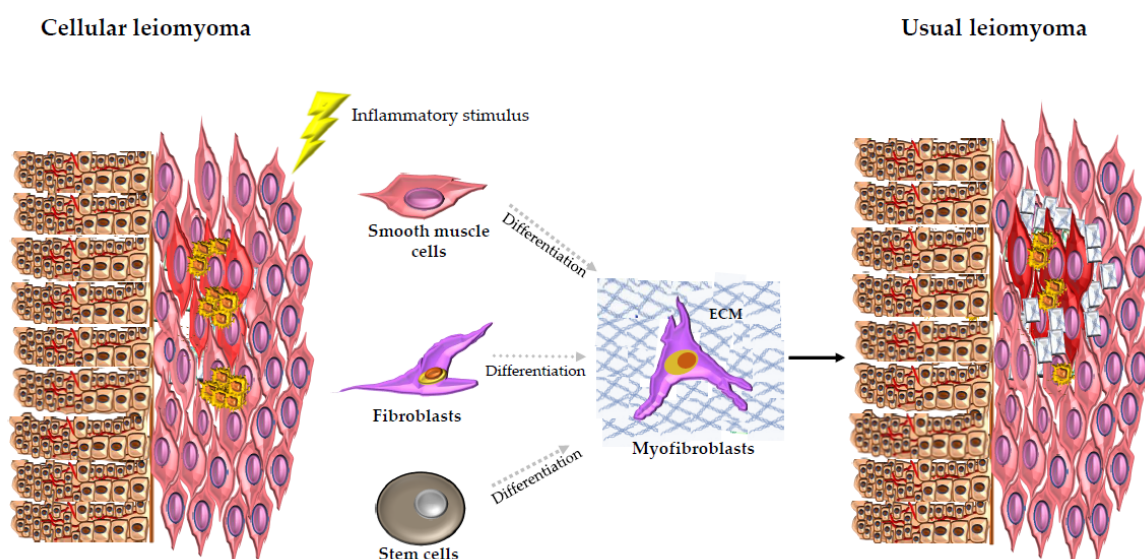 Cellular leiomyoma
Usual leiomyoma
Inflammatory stimulus
Smooth muscle
cells
Differentiation
ECM
Differentiation
Fibroblasts
Myofibroblasts
Differentiation
Stem cells